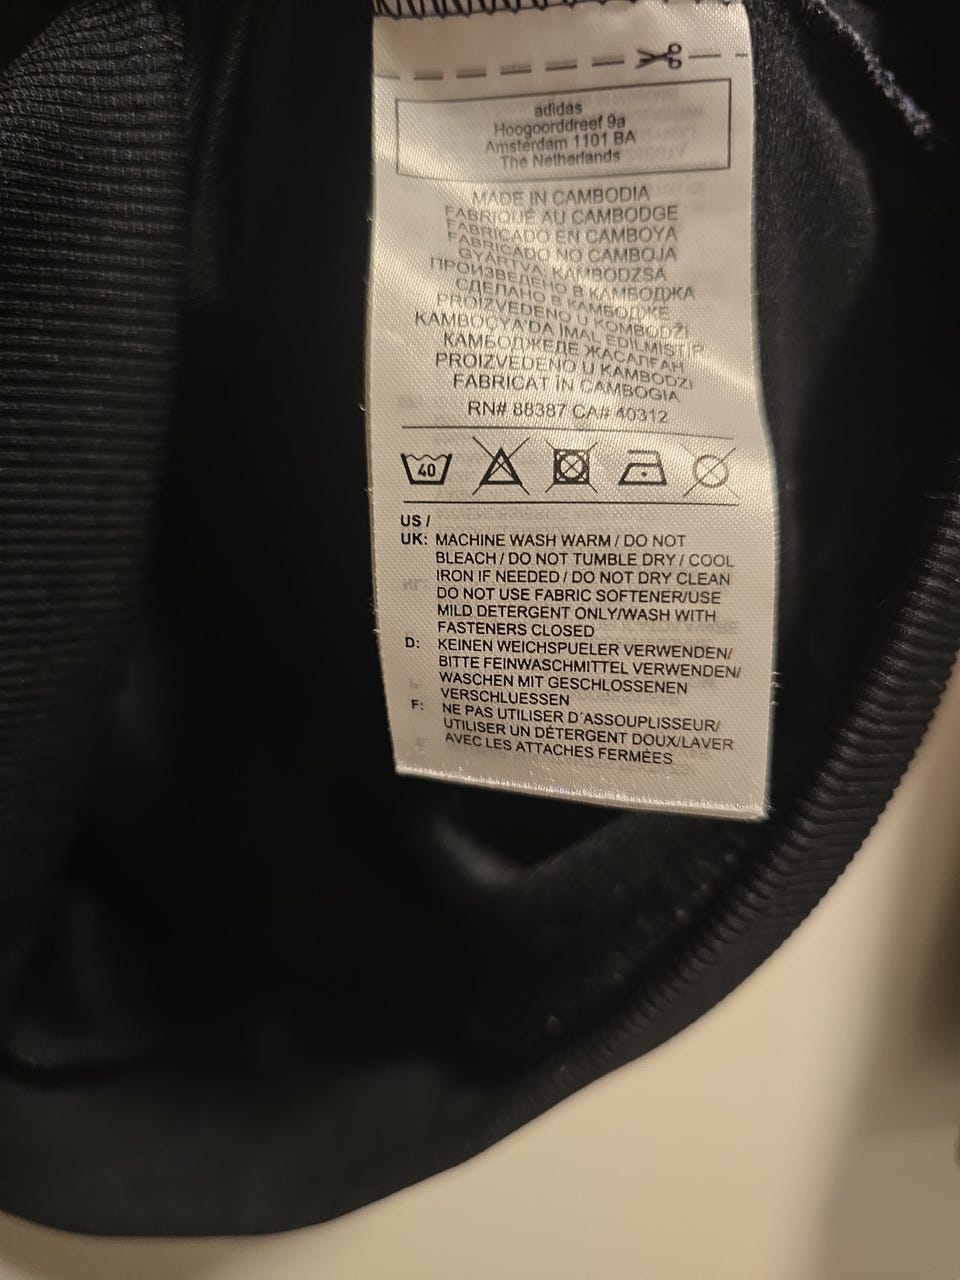 adidas
Hoogoorddreef 9a
Amsterdam 1101 BA
The Netherlands
MADE IN CAMBODIA
FABRIQUÉ AU CAMBODGE
FABRICADO EN CAMBOYA
FABRICADO NO CAMBOJA
GYÁRTVA: KAMBODZSA
ПРОИЗВЕДЕНО В КАМБОДЖА
СДЕЛАНО В КАМБОДЖЕ
PROIZVEDENO U KOMBODŽI
KAMBOÇYA'DA İMAL EDİLMİŞTİR
КАМБОДЖЕДЕ ЖАСАЛҒАН
PROIZVEDENO U KAMBODZI
FABRICAT ÎN CAMBOGIA
RN# 88387 CA# 40312
40
US /
UK: MACHINE WASH WARM / DO NOT
BLEACH / DO NOT TUMBLE DRY / COOL
IRON IF NEEDED / DO NOT DRY CLEAN
DO NOT USE FABRIC SOFTENER/USE
MILD DETERGENT ONLY/WASH WITH
FASTENERS CLOSED
D: KEINEN WEICHSPUELER VERWENDEN/
BITTE FEINWASCHMITTEL VERWENDEN/
WASCHEN MIT GESCHLOSSENEN
VERSCHLUESSEN
F: NE PAS UTILISER D'ASSOUPLISSEUR/
UTILISER UN DÉTERGENT DOUX/LAVER
AVEC LES ATTACHES FERMÉES